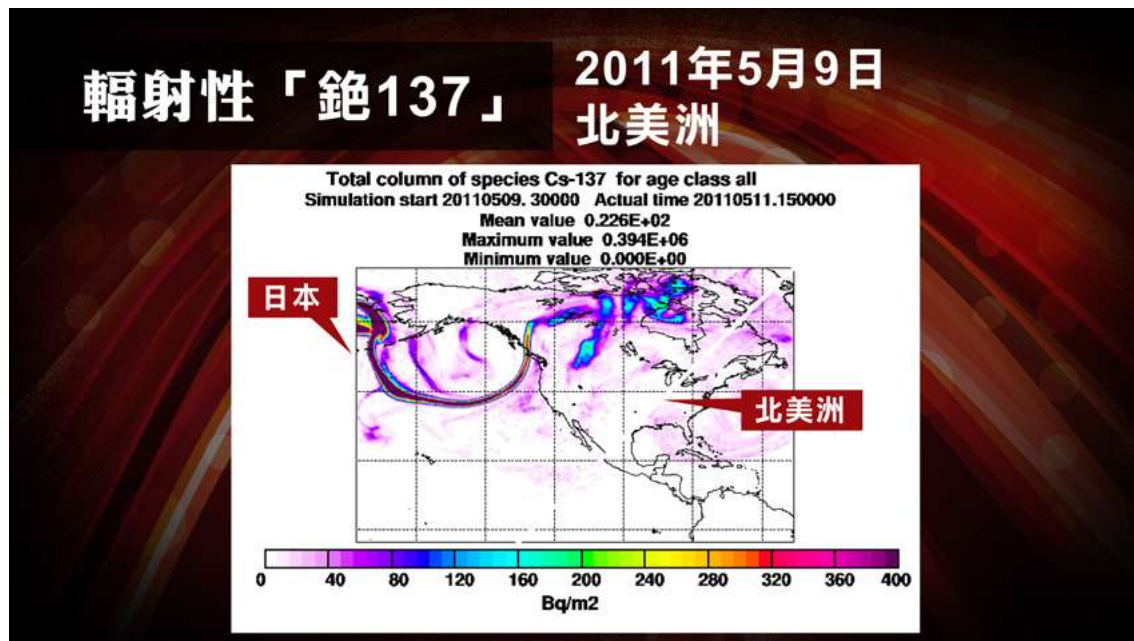 輻射性「銫137」
2011年5月9日
北美洲
Total column of species Cs-137 for age class all
Simulation start 20110509. 30000 Actual time 20110511.150000
Mean value 0.226E+02
Maximum value 0.394E+06
Minimum value 0.000E+00
日本
北美洲
0 40 80 120 160 200 240 280 320 360 400
Bq/m2